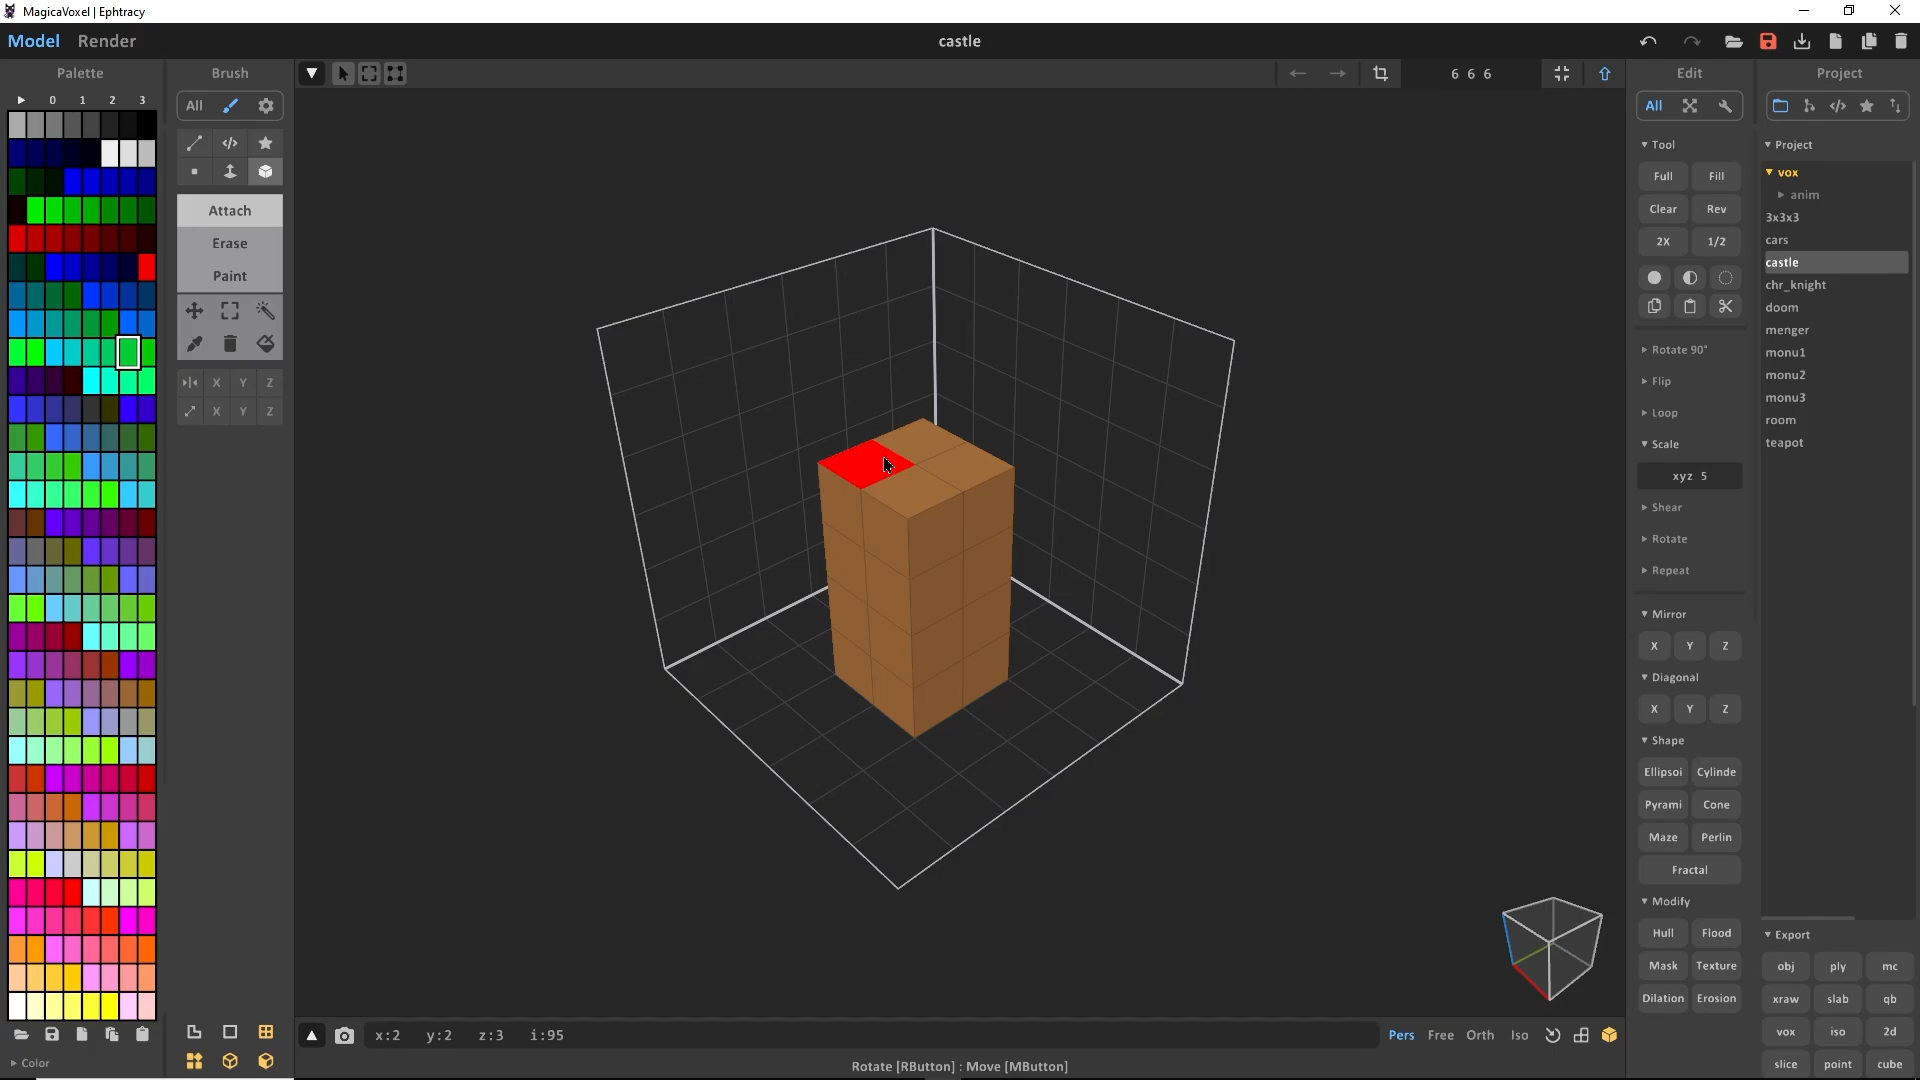 MagicaVoxel | Ephtracy
Model Render
castle
Palette
0 1 2 3
Color
Brush
All
Attach
Erase
Paint
X Y Z
X Y Z
6 6 6
x:2 y:2 z:3 i:95
Pers Free Orth Iso
Rotate [RButton] : Move [MButton]
Edit
All
Tool
Full Fill
Clear Rev
2X 1/2
Rotate 90°
Flip
Loop
Scale
xyz 5
Shear
Rotate
Repeat
Mirror
X Y Z
Diagonal
X Y Z
Shape
Ellipsoi Cylinde
Pyrami Cone
Maze Perlin
Fractal
Modify
Hull Flood
Mask Texture
Dilation Erosion
Project
Project
vox
anim
3x3x3
cars
castle
chr_knight
doom
menger
monu1
monu2
monu3
room
teapot
Export
obj ply mc
xraw slab qb
vox iso 2d
slice point cube